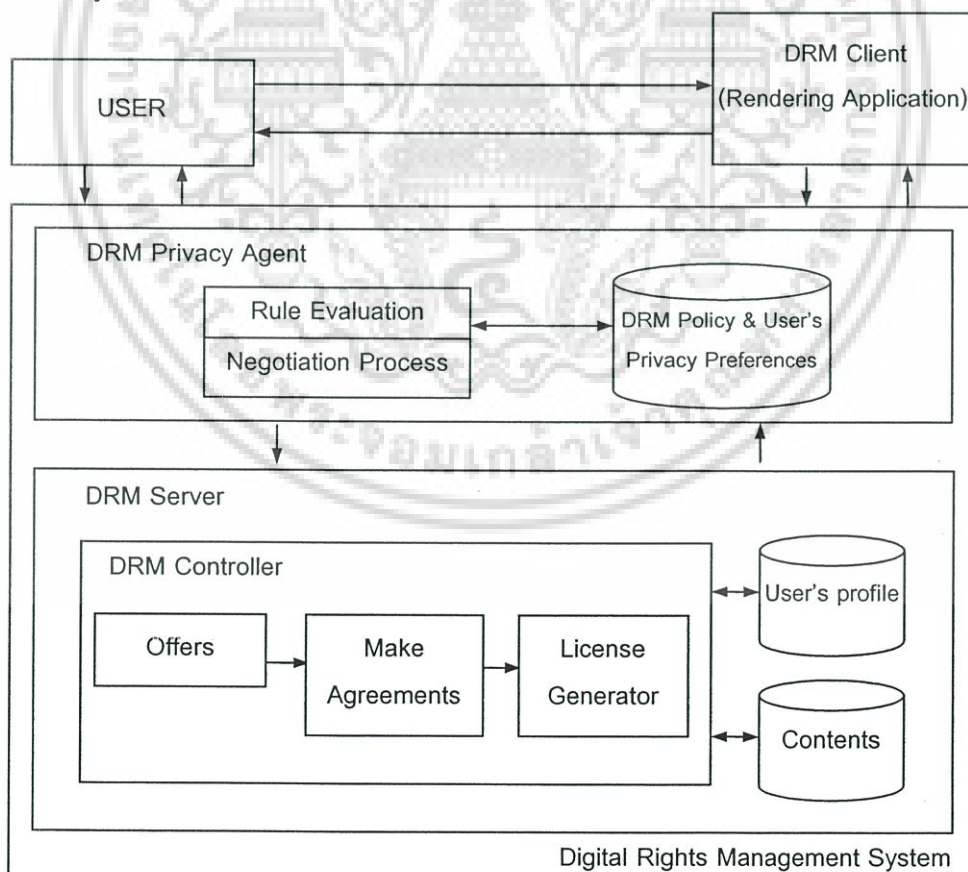 DRM Client
(Rendering Application)
USER
DRM Privacy Agent
Rule Evaluation
Negotiation Process
DRM Policy & User's
Privacy Preferences
DRM Server
DRM Controller
Offers
Make
Agreements
License
Generator
User's profile
Contents
Digital Rights Management System